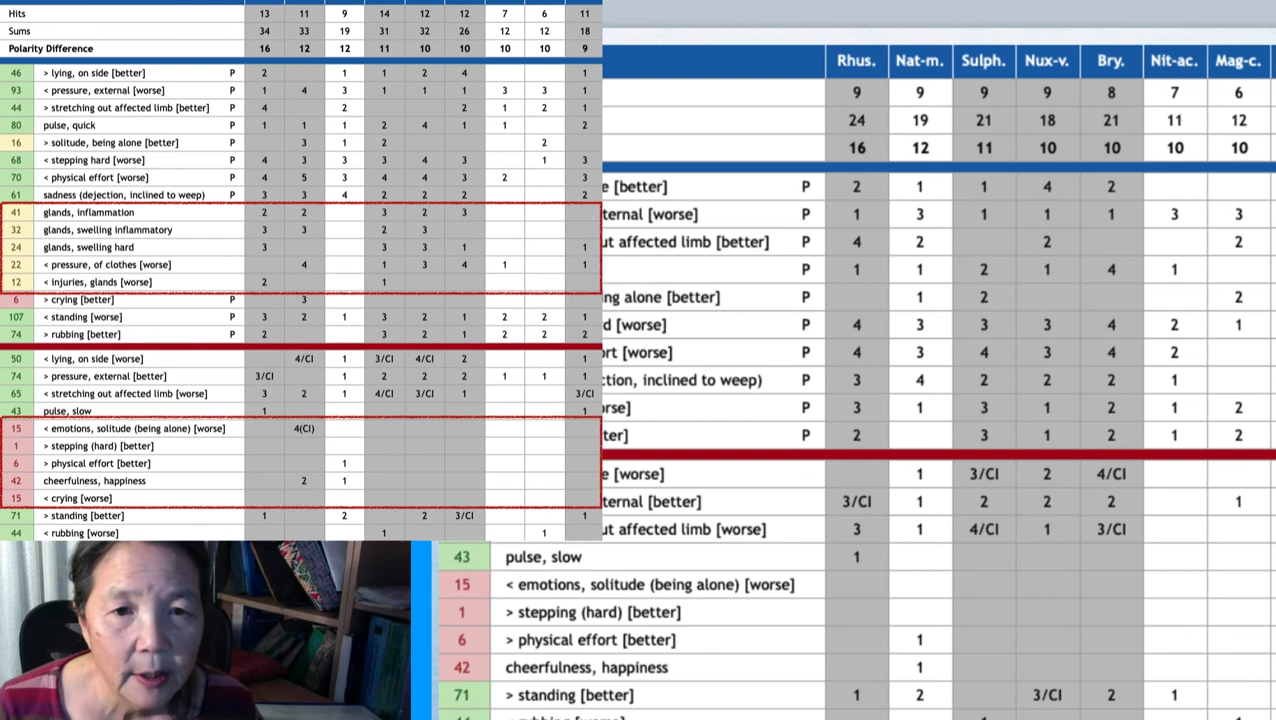 Hits 13 11 9 14 12 12 7 6 11
Sums 34 33 19 31 32 26 12 12 18
Polarity Difference 16 12 12 11 10 10 10 10 9
46 > lying, on side [better] P 2 1 1 2 4 1
93 < pressure, external [worse] P 1 4 3 1 1 1 3 3 1
44 > stretching out affected limb [better] P 4 2 2 1 2 1
80 pulse, quick P 1 1 1 2 4 1 1 2
16 > solitude, being alone [better] P 3 1 2 2
68 < stepping hard [worse] P 4 3 3 3 4 3 1 3
70 < physical effort [worse] P 4 5 3 4 4 3 2 3
61 sadness (dejection, inclined to weep) P 3 3 4 2 2 2 2
41 glands, inflammation 2 2 3 2 3
32 glands, swelling inflammatory 3 3 2 3
24 glands, swelling hard 3 3 3 1 1
22 < pressure, of clothes [worse] 4 1 3 4 1 1
12 < injuries, glands [worse] 2 1
6 > crying [better] P 3
107 < standing [worse] P 3 2 1 3 2 1 2 2 1
74 > rubbing [better] P 2 3 2 1 2 2 2
50 < lying, on side [worse] 4/CI 1 3/CI 4/CI 2 1
74 > pressure, external [better] 3/CI 1 2 2 2 1 1 1
65 < stretching out affected limb [worse] 3 2 1 4/CI 3/CI 1 3/CI
43 pulse, slow 1 1
15 < emotions, solitude (being alone) [worse] 4(CI)
1 > stepping (hard) [better]
6 > physical effort [better] 1
42 cheerfulness, happiness 2 1
15 < crying [worse]
71 > standing [better] 1 2 2 3/CI 1
44 < rubbing [worse] 1 1
Rhus. Nat-m. Sulph. Nux-v. Bry. Nit-ac. Mag-c.
9 9 9 9 8 7 6
24 19 21 18 21 11 12
16 12 11 10 10 10 10
e [better] P 2 1 1 4 2
ternal [worse] P 1 3 1 1 1 3 3
ut affected limb [better] P 4 2 2 2
P 1 1 2 1 4 1
ng alone [better] P 1 2 2
d [worse] P 4 3 3 3 4 2 1
ort [worse] P 4 3 4 3 4 2
ction, inclined to weep) P 3 4 2 2 2 1
orse] P 3 1 3 1 2 1 2
ter] P 2 3 1 2 1 2
e [worse] 1 3/CI 2 4/CI
ternal [better] 3/CI 1 2 2 2 1
ut affected limb [worse] 3 1 4/CI 1 3/CI
43 pulse, slow 1
15 < emotions, solitude (being alone) [worse]
1 > stepping (hard) [better]
6 > physical effort [better] 1
42 cheerfulness, happiness 1
71 > standing [better] 1 2 3/CI 2 1